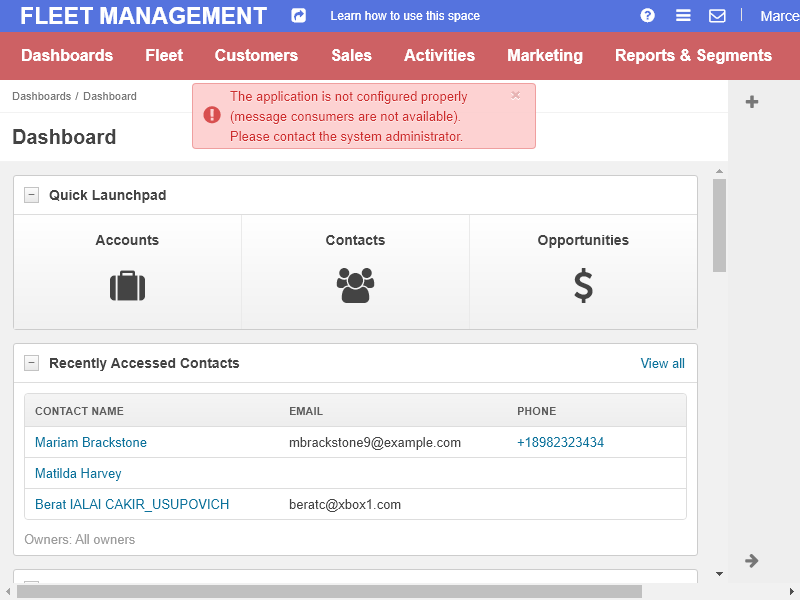 FLEET MANAGEMENT
Learn how to use this space
Marce
Dashboards
Fleet
Customers
Sales
Activities
Marketing
Reports & Segments
Dashboards / Dashboard
The application is not configured properly
(message consumers are not available).
Please contact the system administrator.
×
Dashboard
Quick Launchpad
Accounts
Contacts
Opportunities
Recently Accessed Contacts
View all
CONTACT NAME
EMAIL
PHONE
Mariam Brackstone
mbrackstone9@example.com
+18982323434
Matilda Harvey
Berat IALAI CAKIR_USUPOVICH
beratc@xbox1.com
Owners: All owners